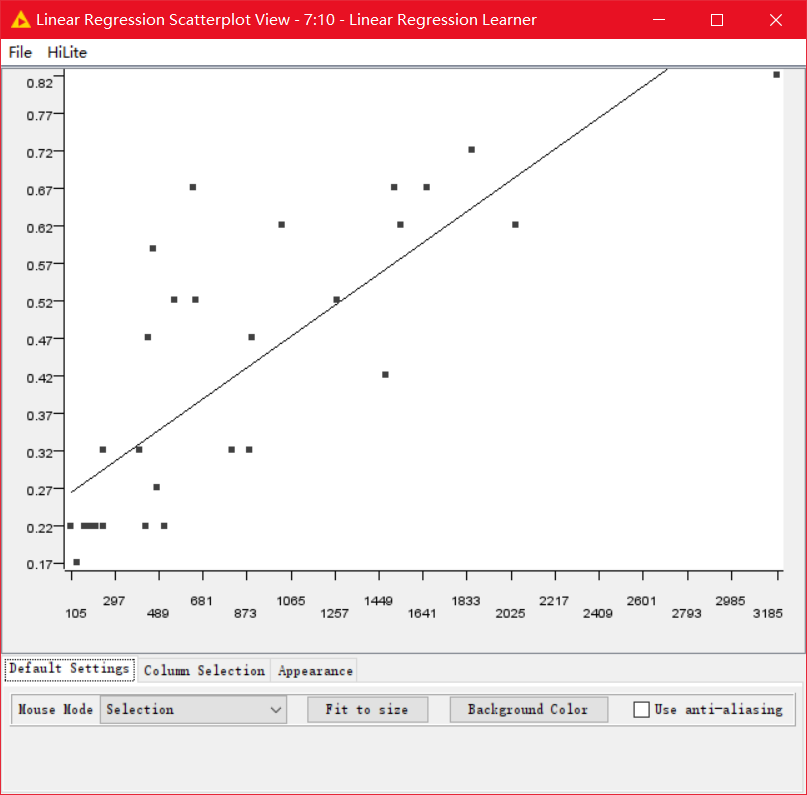 Linear Regression Scatterplot View - 7:10 - Linear Regression Learner
File HiLite
0.82
0.77
0.72
0.67
0.62
0.57
0.52
0.47
0.42
0.37
0.32
0.27
0.22
0.17
297 681 1065 1449 1833 2217 2601 2985
105 489 873 1257 1641 2025 2409 2793 3185
Default Settings Column Selection Appearance
Mouse Mode Selection Fit to size Background Color Use anti-aliasing